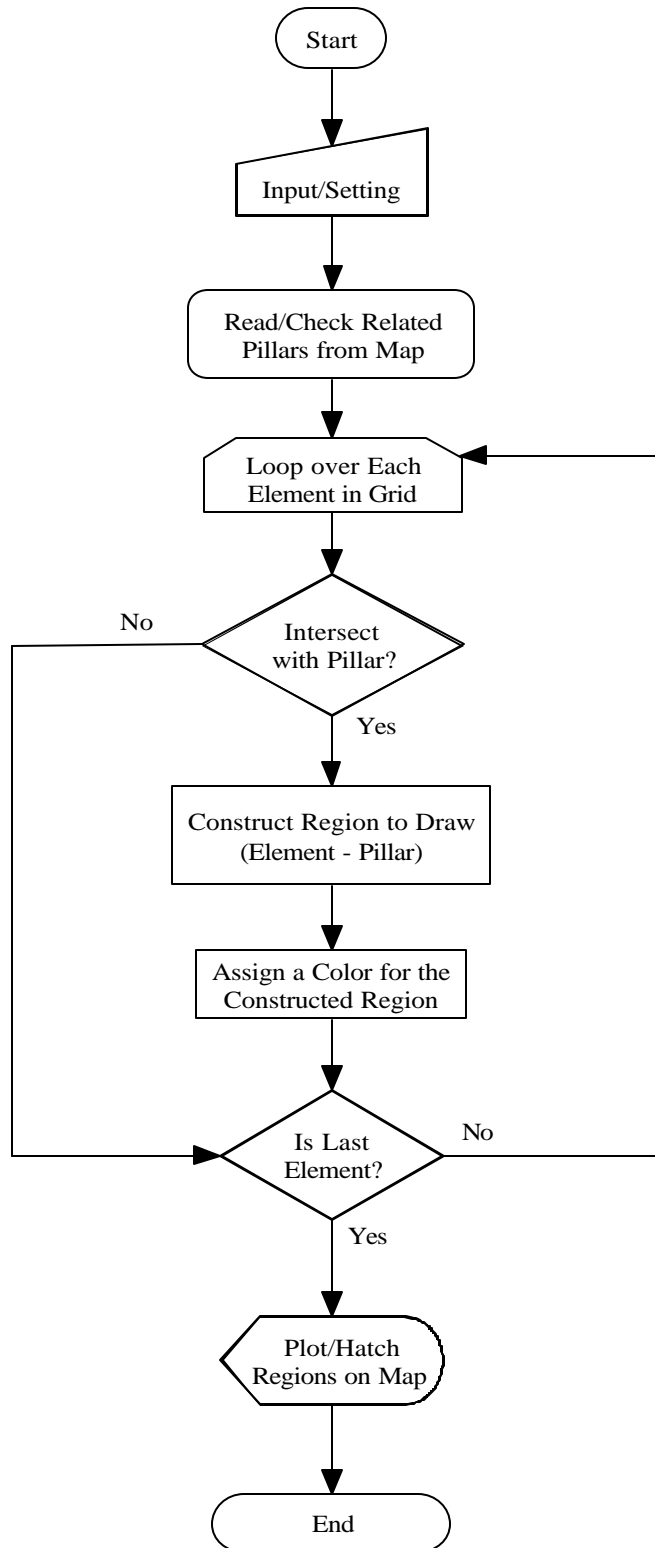 Start
Input/Setting
Read/Check Related
Pillars from Map
Loop over Each
Element in Grid
No
Intersect
with Pillar?
Yes
Construct Region to Draw
(Element - Pillar)
Assign a Color for the
Constructed Region
Is Last
Element?
No
Yes
Plot/Hatch
Regions on Map
End